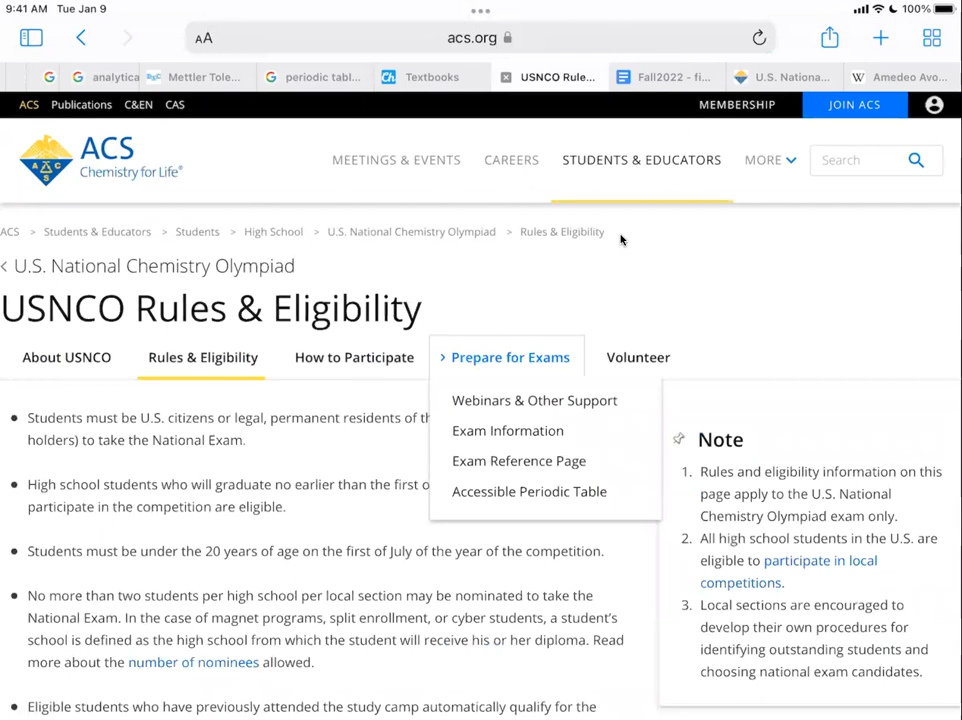 9:41 AM Tue Jan 9
100%
AA
acs.org
analytica
Mettler Tole...
periodic tabl...
Textbooks
USNCO Rule...
Fall2022 - fi...
U.S. Nationa...
Amedeo Avo...
ACS Publications C&EN CAS
MEMBERSHIP JOIN ACS
ACS
Chemistry for Life®
MEETINGS & EVENTS CAREERS STUDENTS & EDUCATORS MORE
Search
ACS > Students & Educators > Students > High School > U.S. National Chemistry Olympiad > Rules & Eligibility
< U.S. National Chemistry Olympiad
USNCO Rules & Eligibility
About USNCO Rules & Eligibility How to Participate > Prepare for Exams Volunteer
Webinars & Other Support
Exam Information
Exam Reference Page
Accessible Periodic Table
• Students must be U.S. citizens or legal, permanent residents of th
holders) to take the National Exam.
• High school students who will graduate no earlier than the first o
participate in the competition are eligible.
• Students must be under the 20 years of age on the first of July of the year of the competition.
• No more than two students per high school per local section may be nominated to take the
National Exam. In the case of magnet programs, split enrollment, or cyber students, a student's
school is defined as the high school from which the student will receive his or her diploma. Read
more about the number of nominees allowed.
• Eligible students who have previously attended the study camp automatically qualify for the
Note
1. Rules and eligibility information on this
page apply to the U.S. National
Chemistry Olympiad exam only.
2. All high school students in the U.S. are
eligible to participate in local
competitions.
3. Local sections are encouraged to
develop their own procedures for
identifying outstanding students and
choosing national exam candidates.